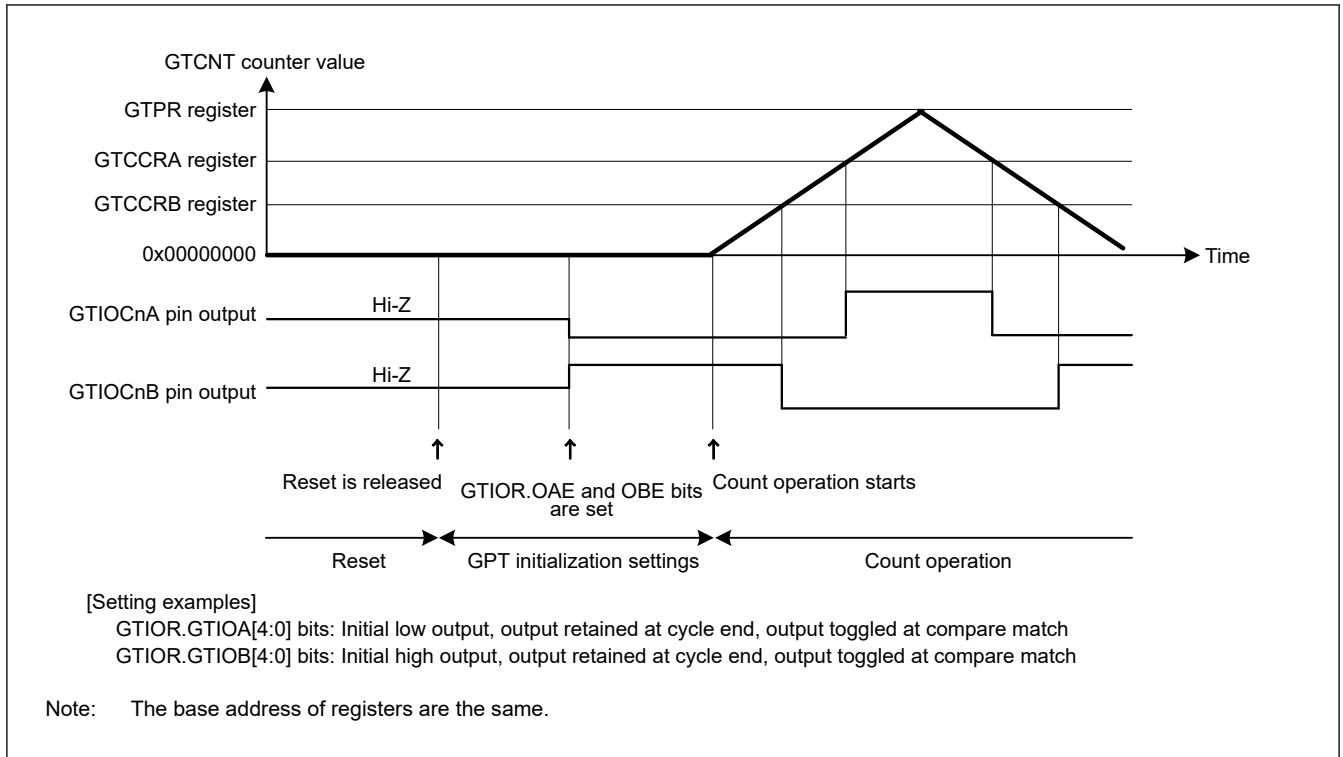 GTCNT counter value
GTPR register
GTCCRA register
GTCCRB register
0x00000000
Time
GTIOCnA pin output
Hi-Z
GTIOCnB pin output
Hi-Z
Reset is released
GTIOR.OAE and OBE bits
are set
Count operation starts
Reset
GPT initialization settings
Count operation
[Setting examples]
GTIOR.GTIOA[4:0] bits: Initial low output, output retained at cycle end, output toggled at compare match
GTIOR.GTIOB[4:0] bits: Initial high output, output retained at cycle end, output toggled at compare match
Note: The base address of registers are the same.